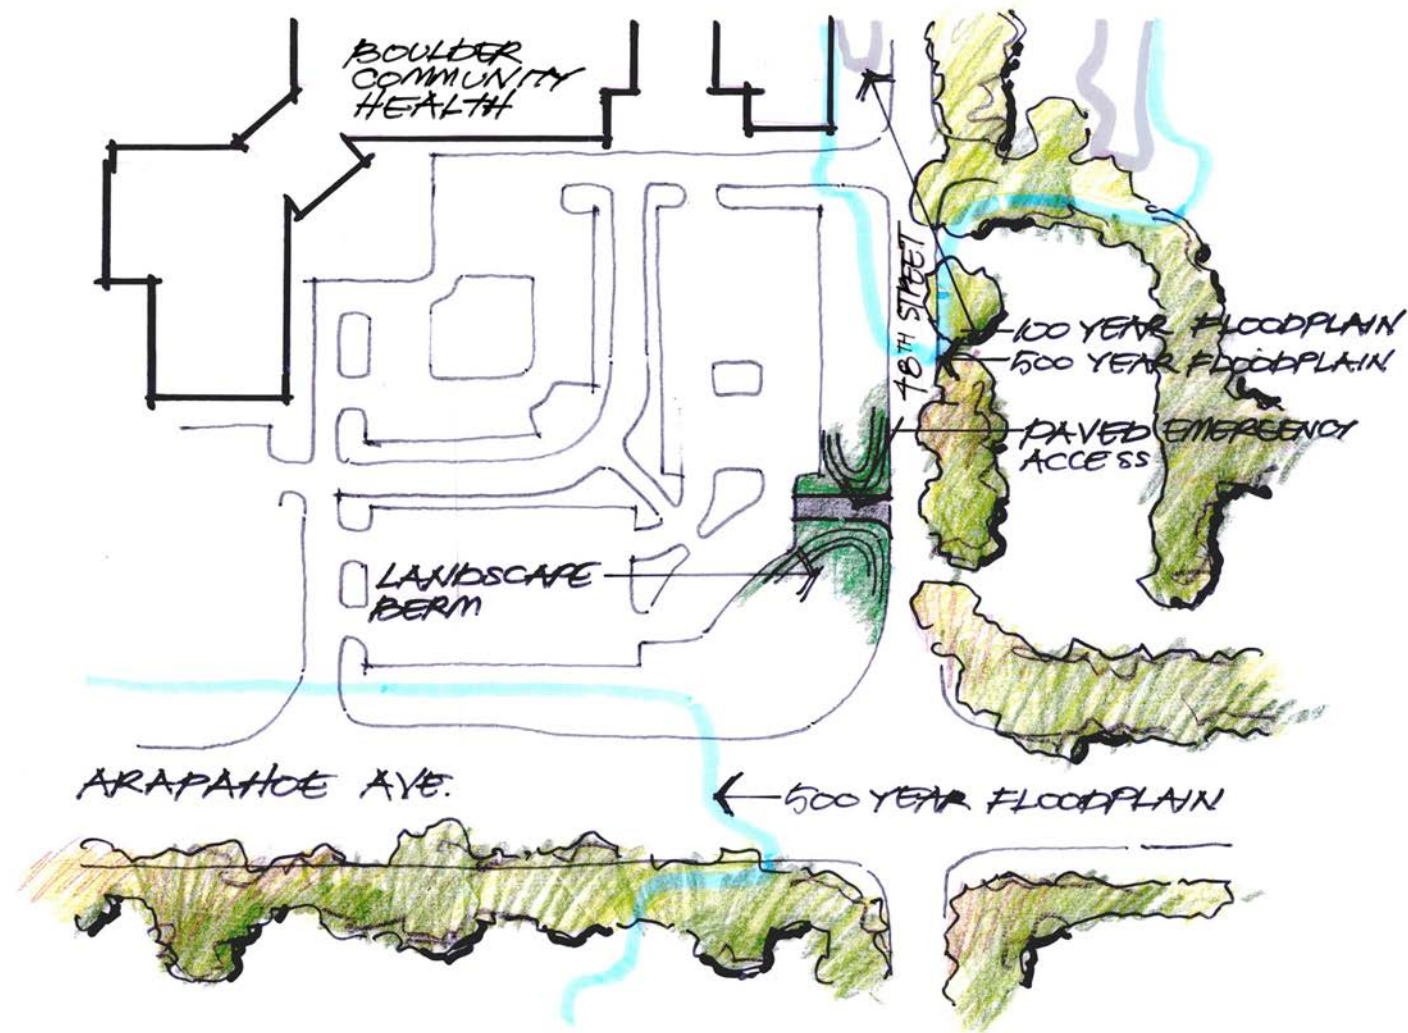 BOULDER
COMMUNITY
HEALTH
48TH STREET
100 YEAR FLOODPLAIN
500 YEAR FLOODPLAIN
PAVED EMERGENCY
ACCESS
LANDSCAPE
BERM
ARAPAHOE AVE.
500 YEAR FLOODPLAIN